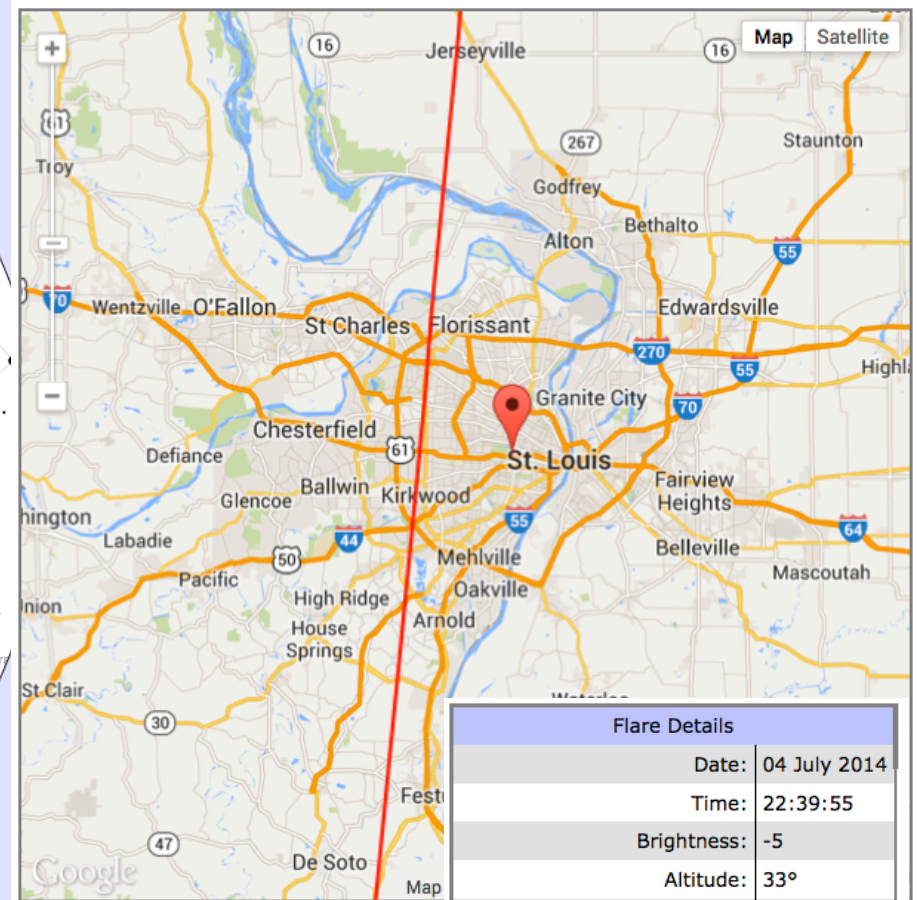 Jerseyville
16
16
Map
Satellite
+
61
Troy
267
Staunton
Godfrey
Bethalto
Alton
55
70
Wentzville
O'Fallon
Edwardsville
St Charles
Florissant
270
55
−
Granite City
70
Chesterfield
61
Defiance
St. Louis
Ballwin
Kirkwood
Fairview
Heights
Glencoe
55
64
Labadie
44
50
Mehlville
Belleville
Mascoutah
Pacific
Oakville
High Ridge
Arnold
House
Springs
St Clair
30
47
De Soto
Google
Map
Flare Details
Date: 04 July 2014
Time: 22:39:55
Brightness: -5
Altitude: 33°